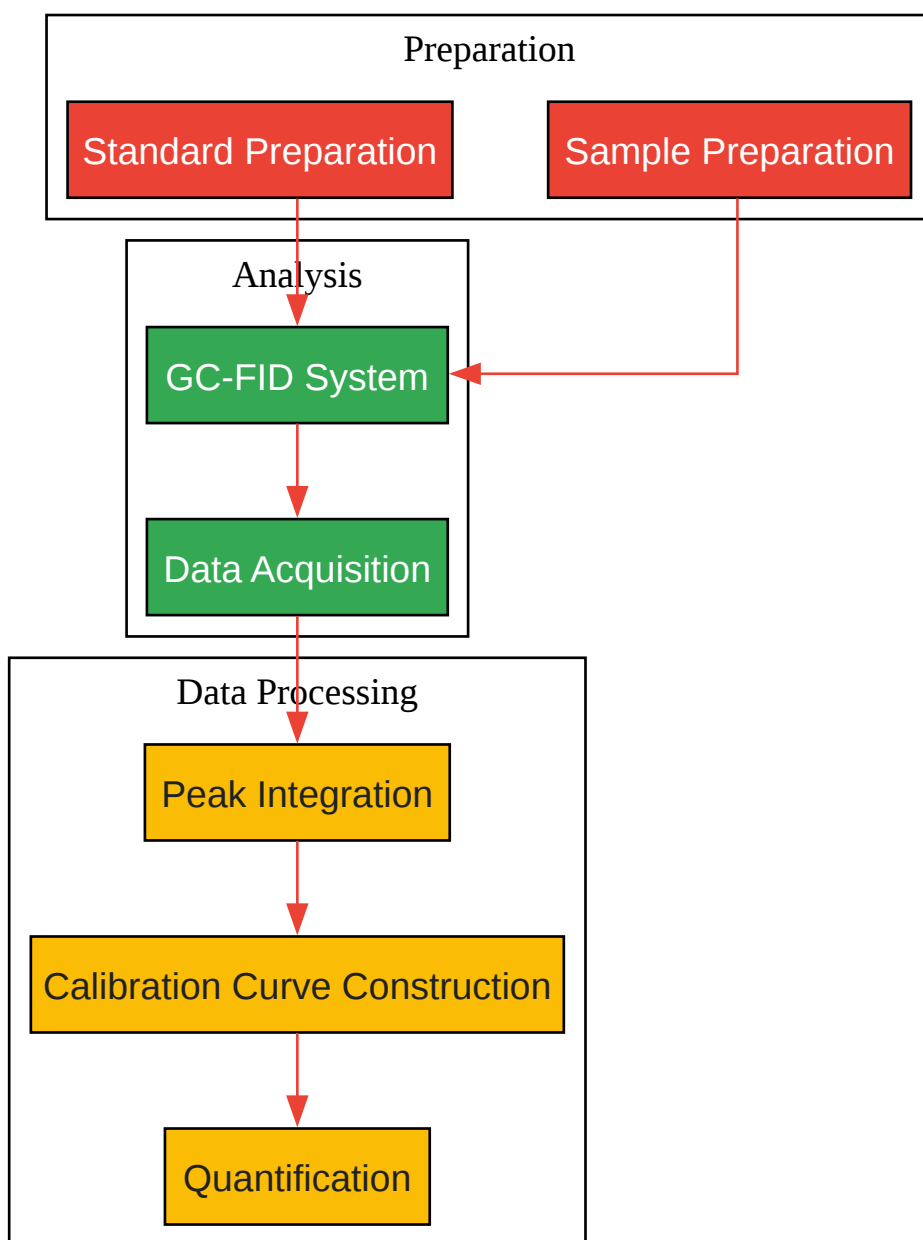 Preparation
Standard Preparation
Sample Preparation
Analysis
GC-FID System
Data Acquisition
Data Processing
Peak Integration
Calibration Curve Construction
Quantification